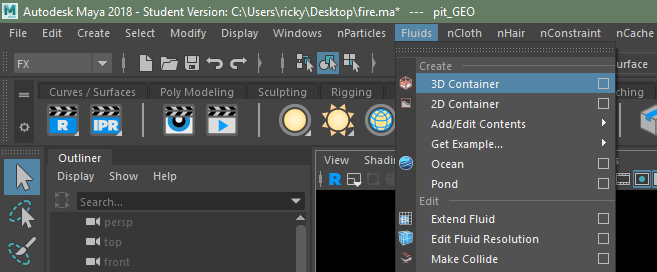 Autodesk Maya 2018 - Student Version: C:\Users\ricky\Desktop\fire.ma* --- pit_GEO
File Edit Create Select Modify Display Windows nParticles Fluids nCloth nHair nConstraint nCache
FX
Create
3D Container
2D Container
Add/Edit Contents
Get Example...
Ocean
Pond
Edit
Extend Fluid
Edit Fluid Resolution
Make Collide
Curves / Surfaces Poly Modeling Sculpting Rigging
R IPR
Outliner
Display Show Help
Search...
persp
top
front
View Shadin
R